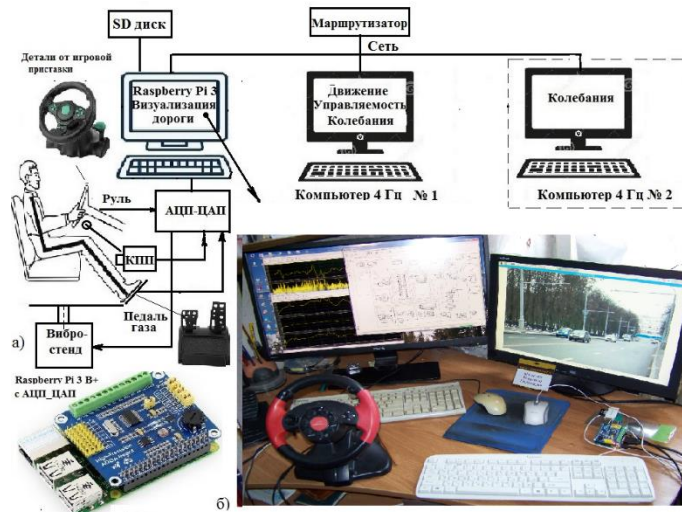 SD диск
Маршрутизатор
Сеть
Детали от игровой
приставки
Raspberry Pi 3
Визуализация
дороги
Движение
Управляемость
Колебания
Колебания
Компьютер 4 Гц № 1
Компьютер 4 Гц № 2
Руль
АЦП-ЦАП
КПП
Педаль
газа
а)
Вибро-
стенд
Raspberry Pi 3 B+
с АЦП_ЦАП
б)